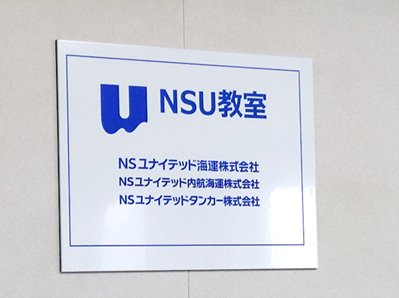 NSU教室
NSユナイテッド海運株式会社
NSユナイテッド内航海運株式会社
NSユナイテッドタンカー株式会社